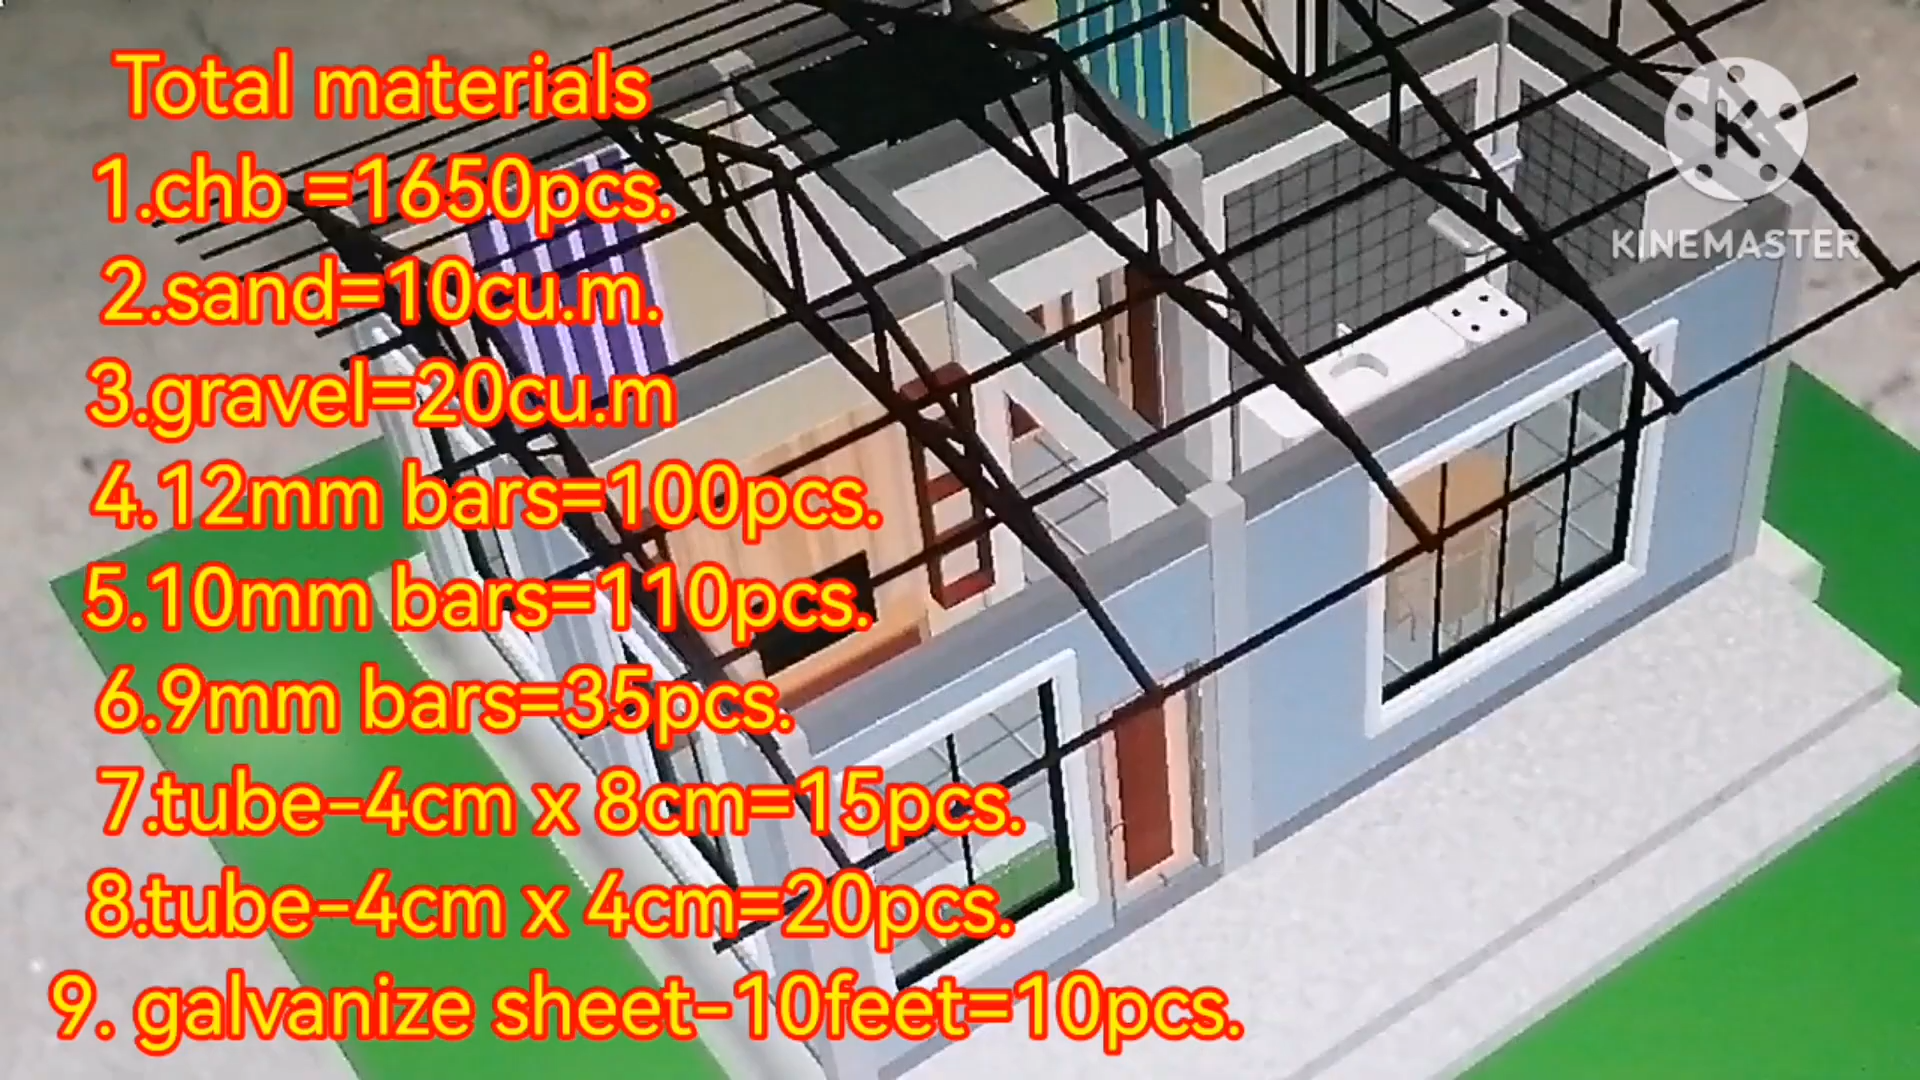 Total materials
1.chb =1650pcs.
2.sand=10cu.m.
3.gravel=20cu.m
4.12mm bars=100pcs.
5.10mm bars=110pcs.
6.9mm bars=35pcs.
7.tube-4cm x 8cm=15pcs.
8.tube-4cm x 4cm=20pcs.
9. galvanize sheet-10feet=10pcs.
K
KINEMASTER